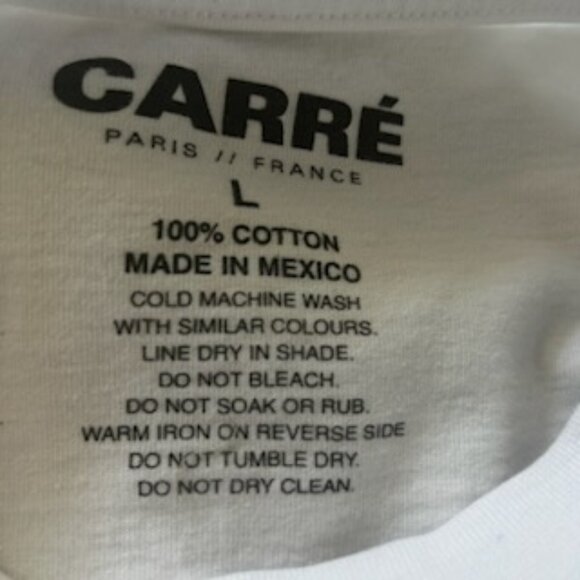 CARRÉ
PARIS // FRANCE
L
100% COTTON
MADE IN MEXICO
COLD MACHINE WASH
WITH SIMILAR COLOURS.
LINE DRY IN SHADE.
DO NOT BLEACH.
DO NOT SOAK OR RUB.
WARM IRON ON REVERSE SIDE
DO NOT TUMBLE DRY.
DO NOT DRY CLEAN.